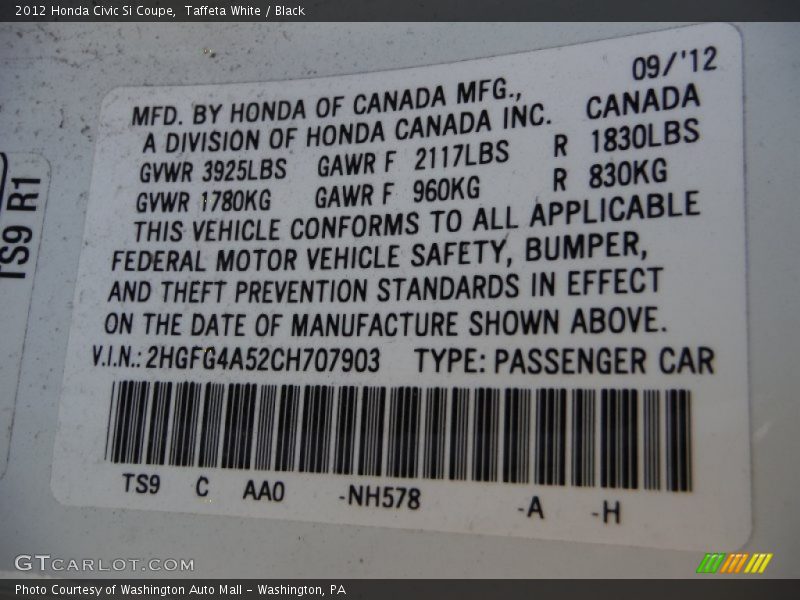 2012 Honda Civic Si Coupe, Taffeta White / Black
09/'12
MFD. BY HONDA OF CANADA MFG.,
A DIVISION OF HONDA CANADA INC. CANADA
GVWR 3925LBS GAWR F 2117LBS R 1830LBS
GVWR 1780KG GAWR F 960KG R 830KG
THIS VEHICLE CONFORMS TO ALL APPLICABLE
FEDERAL MOTOR VEHICLE SAFETY, BUMPER,
AND THEFT PREVENTION STANDARDS IN EFFECT
ON THE DATE OF MANUFACTURE SHOWN ABOVE.
V.I.N.: 2HGFG4A52CH707903 TYPE: PASSENGER CAR
TS9 C AA0 -NH578 -A -H
TS9 R1
GTCARLOT.COM
Photo Courtesy of Washington Auto Mall - Washington, PA